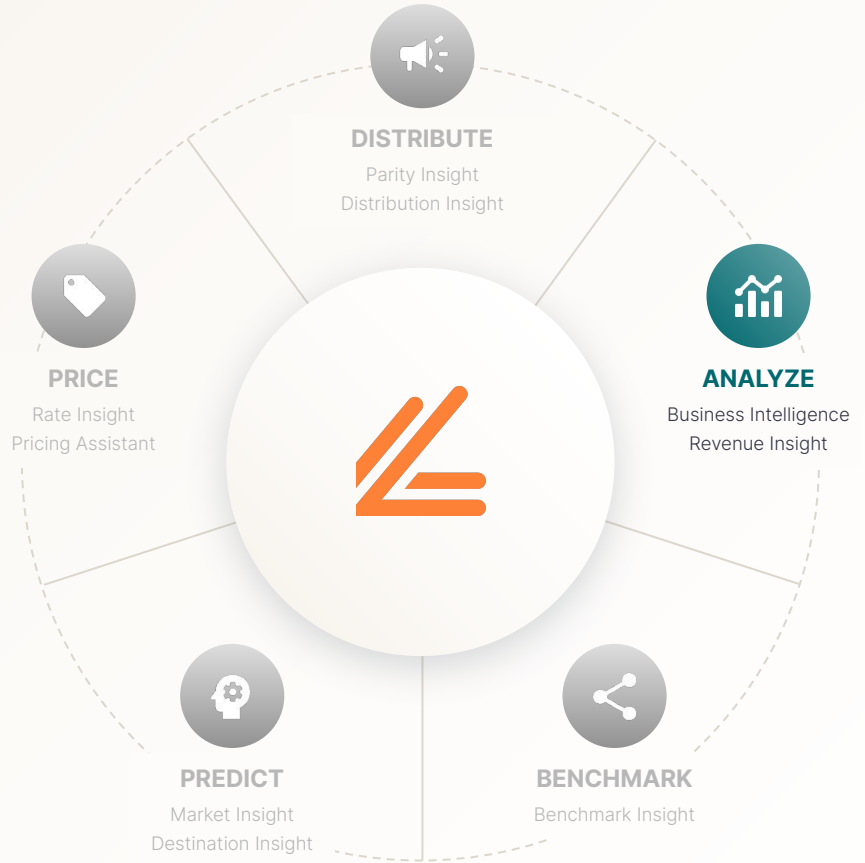 DISTRIBUTE
Parity Insight
Distribution Insight
PRICE
Rate Insight
Pricing Assistant
ANALYZE
Business Intelligence
Revenue Insight
PREDICT
Market Insight
Destination Insight
BENCHMARK
Benchmark Insight